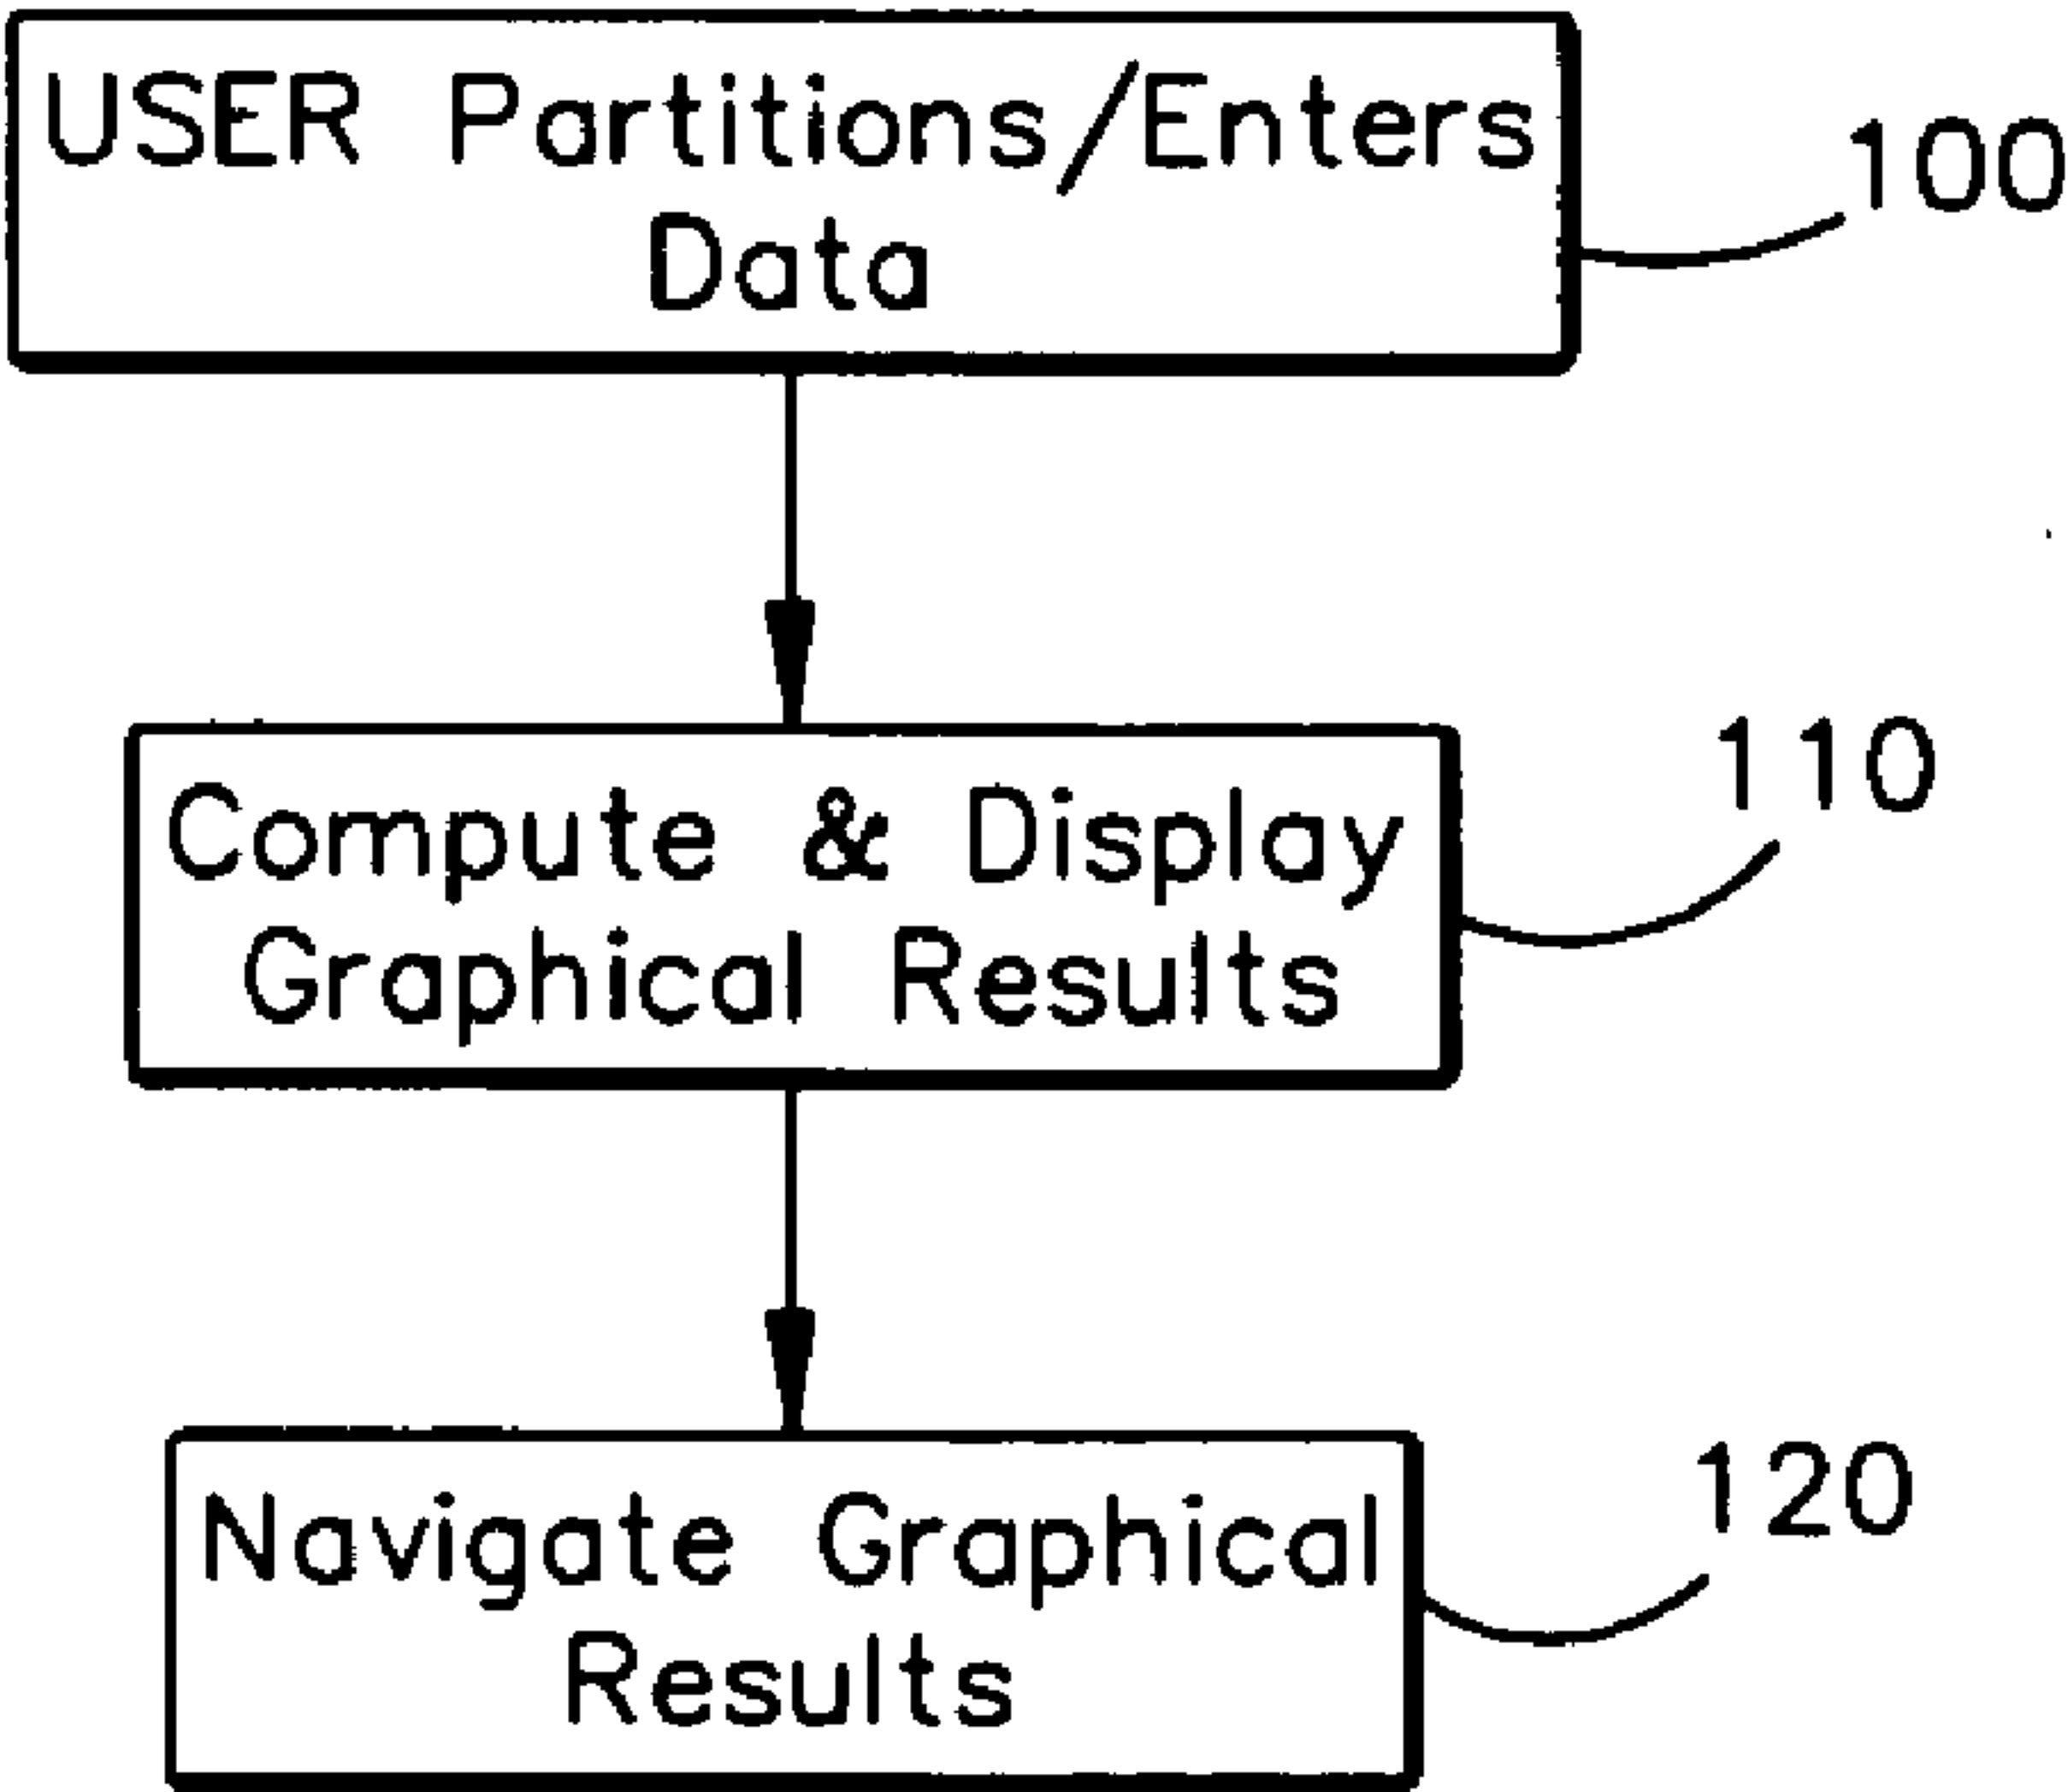 USER Partitions/Enters
Data
100
Compute & Display
Graphical Results
110
Navigate Graphical
Results
120